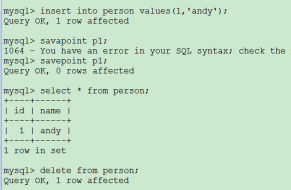 mysql> insert into person values(1,'andy');
Query OK, 1 row affected
mysql> savapoint p1;
1064 - You have an error in your SQL syntax; check the
mysql> savepoint p1;
Query OK, 0 rows affected
mysql> select * from person;
+----+------+
| id | name |
+----+------+
|  1 | andy |
+----+------+
1 row in set
mysql> delete from person;
Query OK, 1 row affected